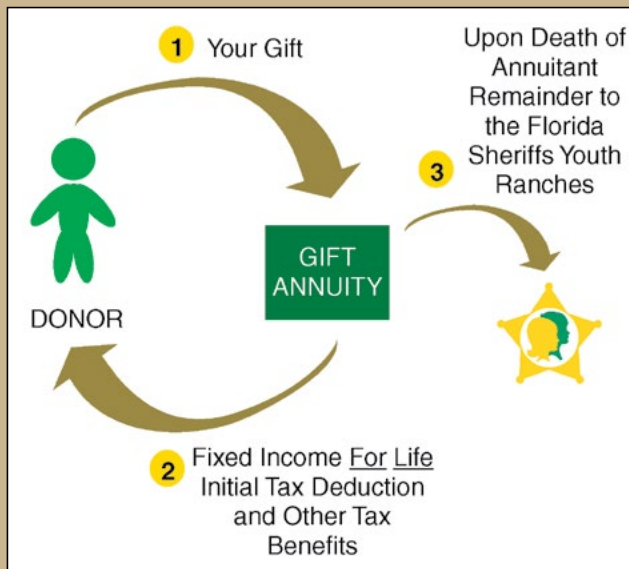 1 Your Gift
Upon Death of
Annuitant
Remainder to
the Florida
Sheriffs Youth
Ranches
3
GIFT
ANNUITY
DONOR
2 Fixed Income For Life
Initial Tax Deduction
and Other Tax
Benefits